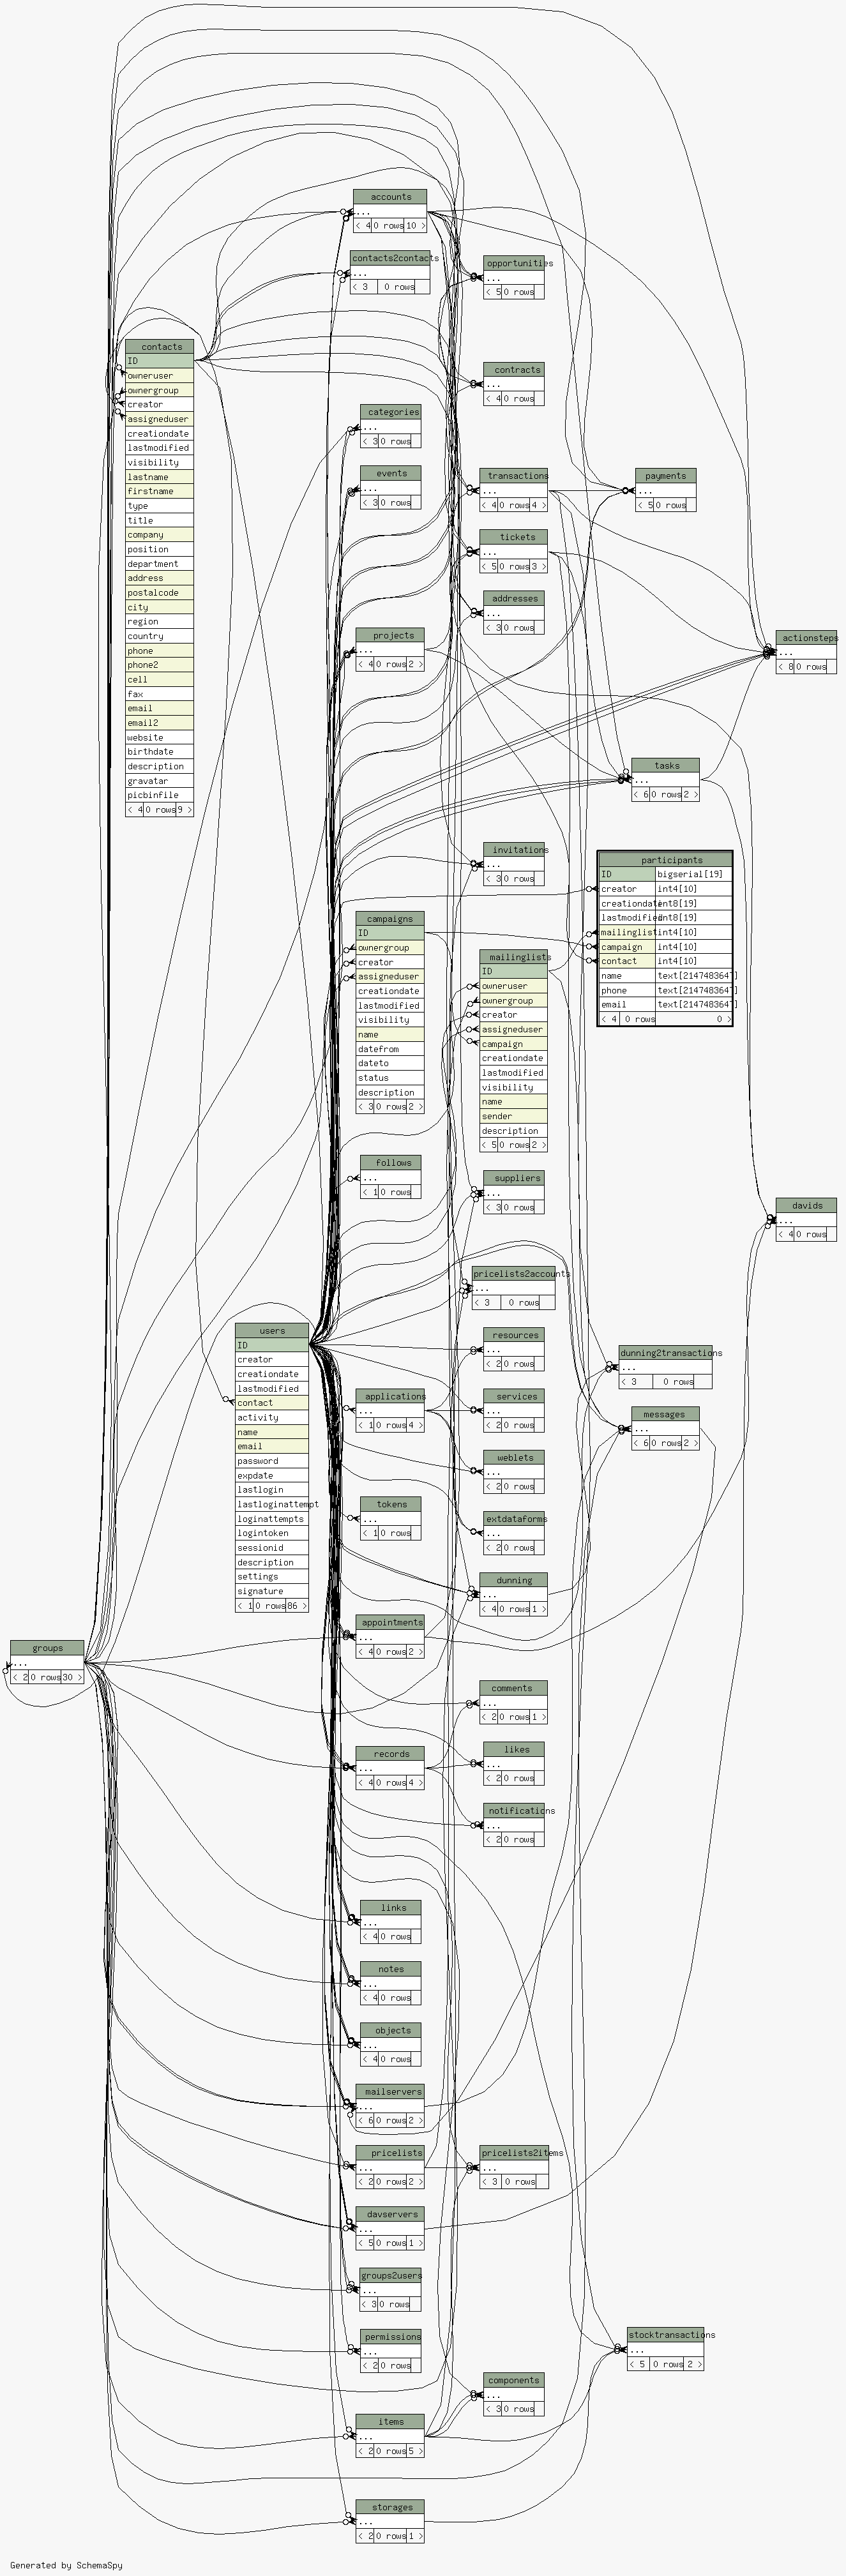 accounts
...
< 4 0 rows 10 >
contacts2contacts
...
< 3 0 rows
opportunities
...
< 5 0 rows
contacts
ID
owneruser
ownergroup
creator
assigneduser
creationdate
lastmodified
visibility
lastname
firstname
type
title
company
position
department
address
postalcode
city
region
country
phone
phone2
cell
fax
email
email2
website
birthdate
description
gravatar
picbinfile
< 4 0 rows 9 >
contracts
...
< 4 0 rows
categories
...
< 3 0 rows
events
...
< 3 0 rows
transactions
...
< 4 0 rows 4 >
payments
...
< 5 0 rows
tickets
...
< 5 0 rows 3 >
addresses
...
< 3 0 rows
projects
...
< 4 0 rows 2 >
actionsteps
...
< 8 0 rows
tasks
...
< 6 0 rows 2 >
invitations
...
< 3 0 rows
participants
ID bigserial[19]
creator int4[10]
creationdate int8[19]
lastmodified int8[19]
mailinglist int4[10]
campaign int4[10]
contact int4[10]
name text[2147483647]
phone text[2147483647]
email text[2147483647]
< 4 0 rows 0 >
campaigns
ID
ownergroup
creator
assigneduser
creationdate
lastmodified
visibility
name
datefrom
dateto
status
description
< 3 0 rows 2 >
mailinglists
ID
owneruser
ownergroup
creator
assigneduser
campaign
creationdate
lastmodified
visibility
name
sender
description
< 5 0 rows 2 >
follows
...
< 1 0 rows
suppliers
...
< 3 0 rows
davids
...
< 4 0 rows
pricelists2accounts
...
< 3 0 rows
users
ID
creator
creationdate
lastmodified
contact
activity
name
email
password
expdate
lastlogin
lastloginattempt
loginattempts
logintoken
sessionid
description
settings
signature
< 1 0 rows 86 >
resources
...
< 2 0 rows
dunning2transactions
...
< 3 0 rows
applications
...
< 1 0 rows 4 >
services
...
< 2 0 rows
messages
...
< 6 0 rows 2 >
weblets
...
< 2 0 rows
tokens
...
< 1 0 rows
extdataforms
...
< 2 0 rows
dunning
...
< 4 0 rows 1 >
appointments
...
< 4 0 rows 2 >
groups
...
< 2 0 rows 30 >
comments
...
< 2 0 rows 1 >
records
...
< 4 0 rows 4 >
likes
...
< 2 0 rows
notifications
...
< 2 0 rows
links
...
< 4 0 rows
notes
...
< 4 0 rows
objects
...
< 4 0 rows
mailservers
...
< 6 0 rows 2 >
pricelists
...
< 2 0 rows 2 >
pricelists2items
...
< 3 0 rows
davservers
...
< 5 0 rows 1 >
groups2users
...
< 3 0 rows
permissions
...
< 2 0 rows
stocktransactions
...
< 5 0 rows 2 >
components
...
< 3 0 rows
items
...
< 2 0 rows 5 >
storages
...
< 2 0 rows 1 >
Generated by SchemaSpy